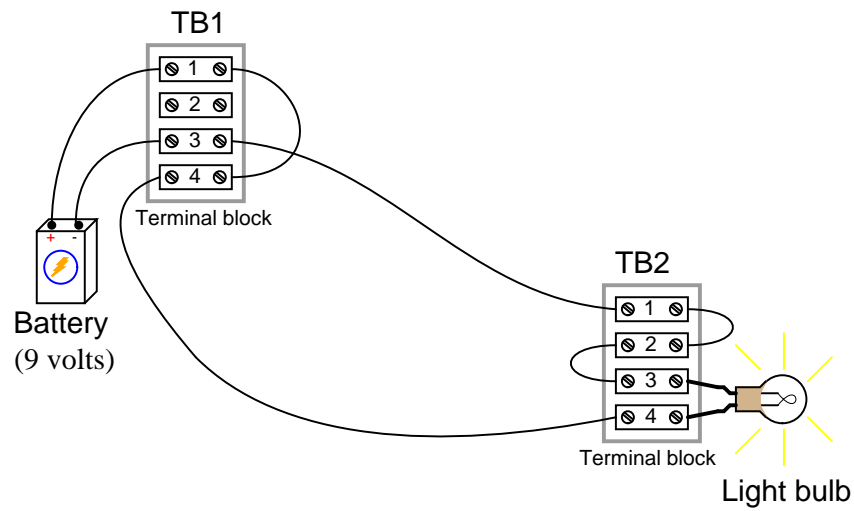 TB1
1
2
3
4
Terminal block
+ -
Battery
(9 volts)
TB2
1
2
3
4
Terminal block
Light bulb